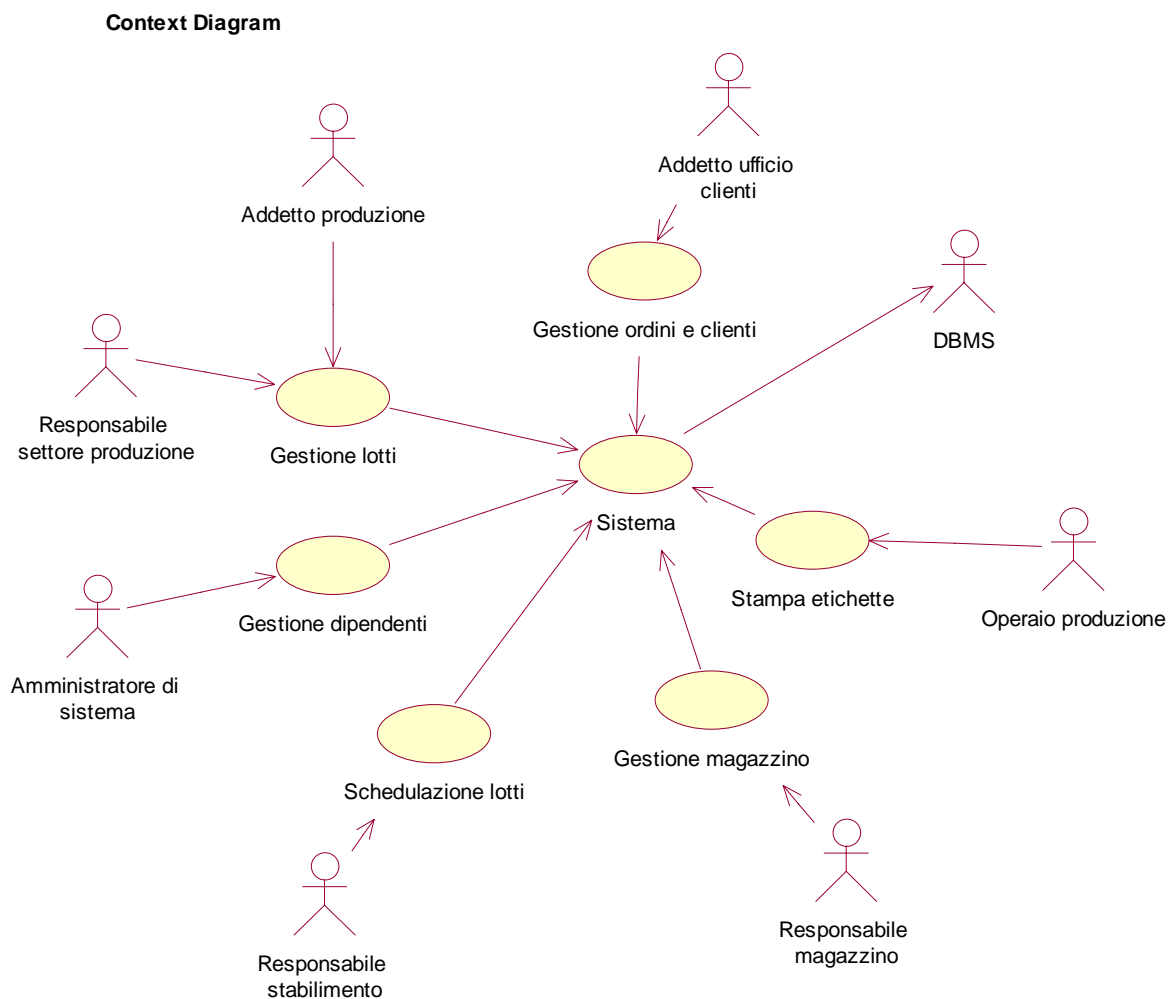 Context Diagram
Addetto ufficio
clienti
Addetto produzione
Gestione ordini e clienti
DBMS
Responsabile
settore produzione
Gestione lotti
Sistema
Stampa etichette
Operaio produzione
Gestione dipendenti
Amministratore di
sistema
Gestione magazzino
Schedulazione lotti
Responsabile
magazzino
Responsabile
stabilimento